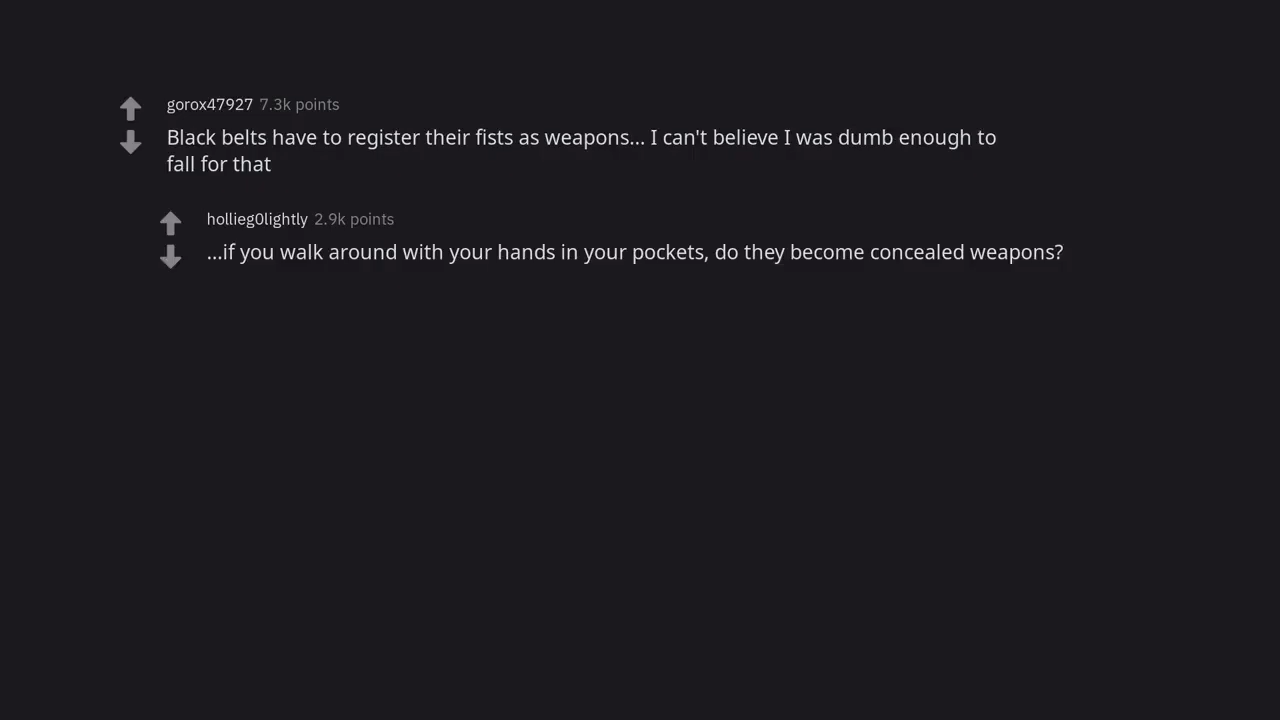 gorox47927 7.3k points
Black belts have to register their fists as weapons... I can't believe I was dumb enough to
fall for that
hollieg0lightly 2.9k points
...if you walk around with your hands in your pockets, do they become concealed weapons?